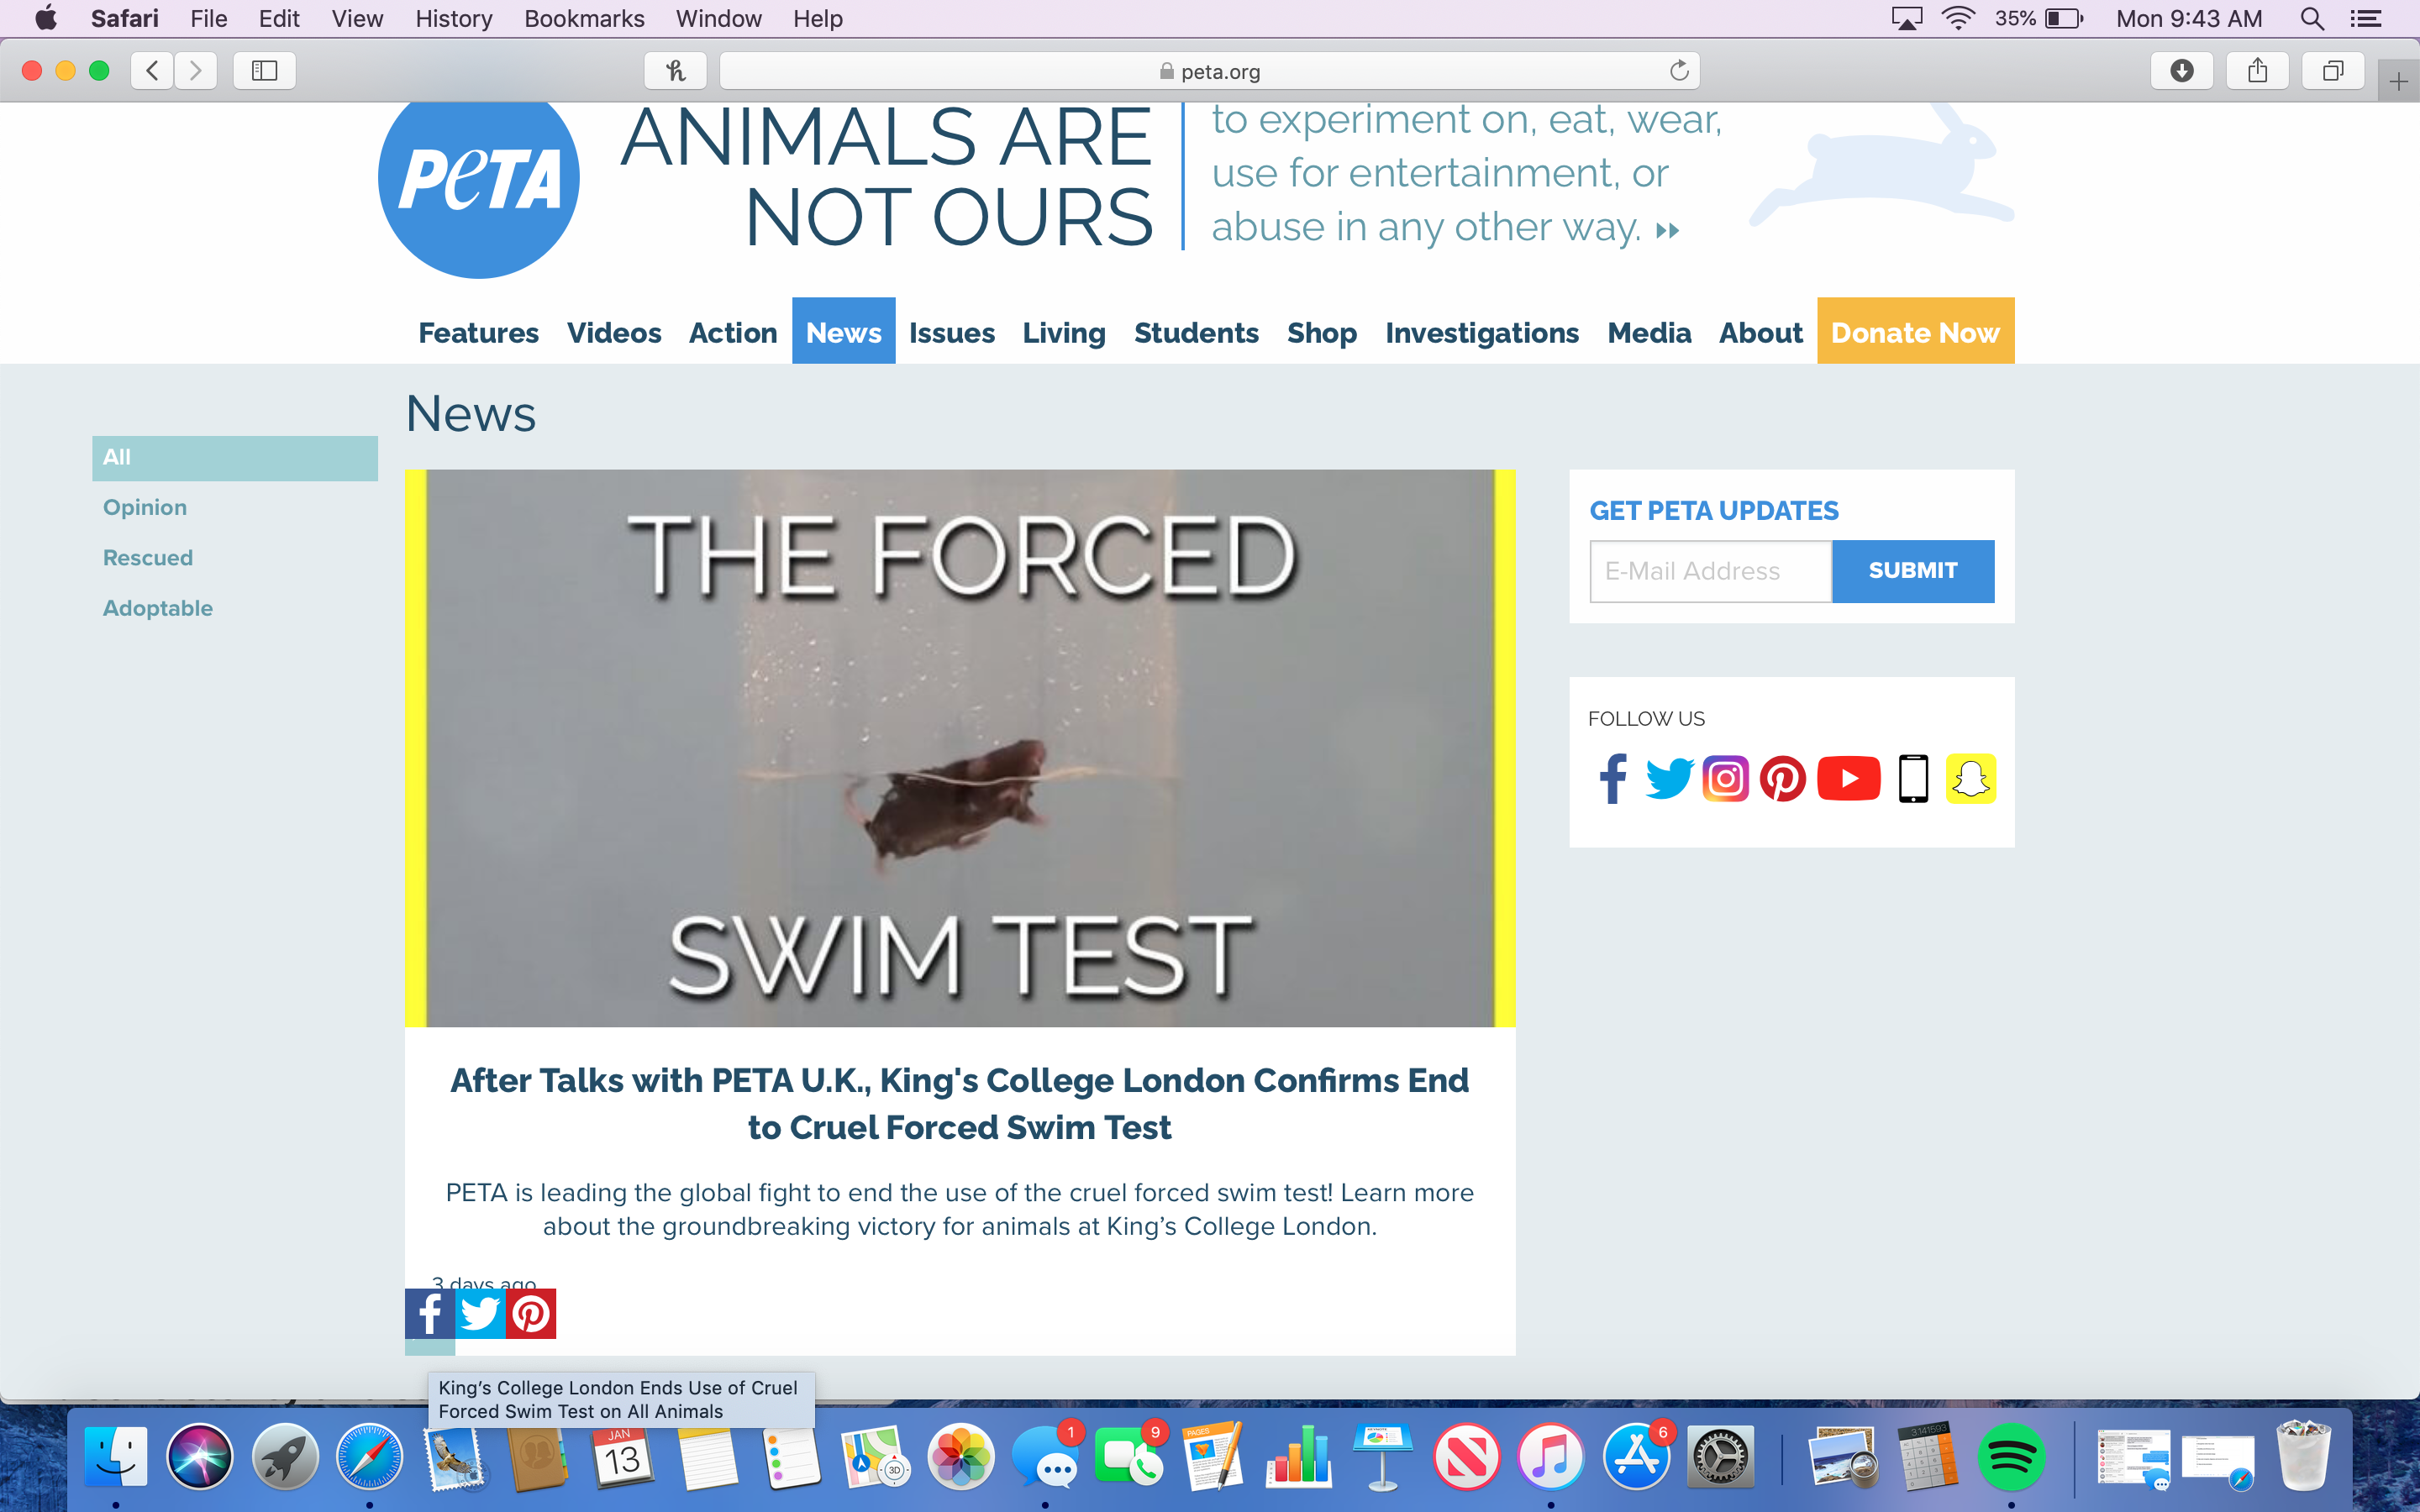 Safari File Edit View History Bookmarks Window Help 35% Mon 9:43 AM
peta.org
PETA
ANIMALS ARE
NOT OURS
to experiment on, eat, wear,
use for entertainment, or
abuse in any other way.
Features Videos Action News Issues Living Students Shop Investigations Media About Donate Now
News
All
Opinion
Rescued
Adoptable
THE FORCED
SWIM TEST
GET PETA UPDATES
E-Mail Address SUBMIT
FOLLOW US
After Talks with PETA U.K., King's College London Confirms End
to Cruel Forced Swim Test
PETA is leading the global fight to end the use of the cruel forced swim test! Learn more
about the groundbreaking victory for animals at King’s College London.
3 days ago
King’s College London Ends Use of Cruel
Forced Swim Test on All Animals
JAN
13
3D
1
9
PAGES
6
3.141593